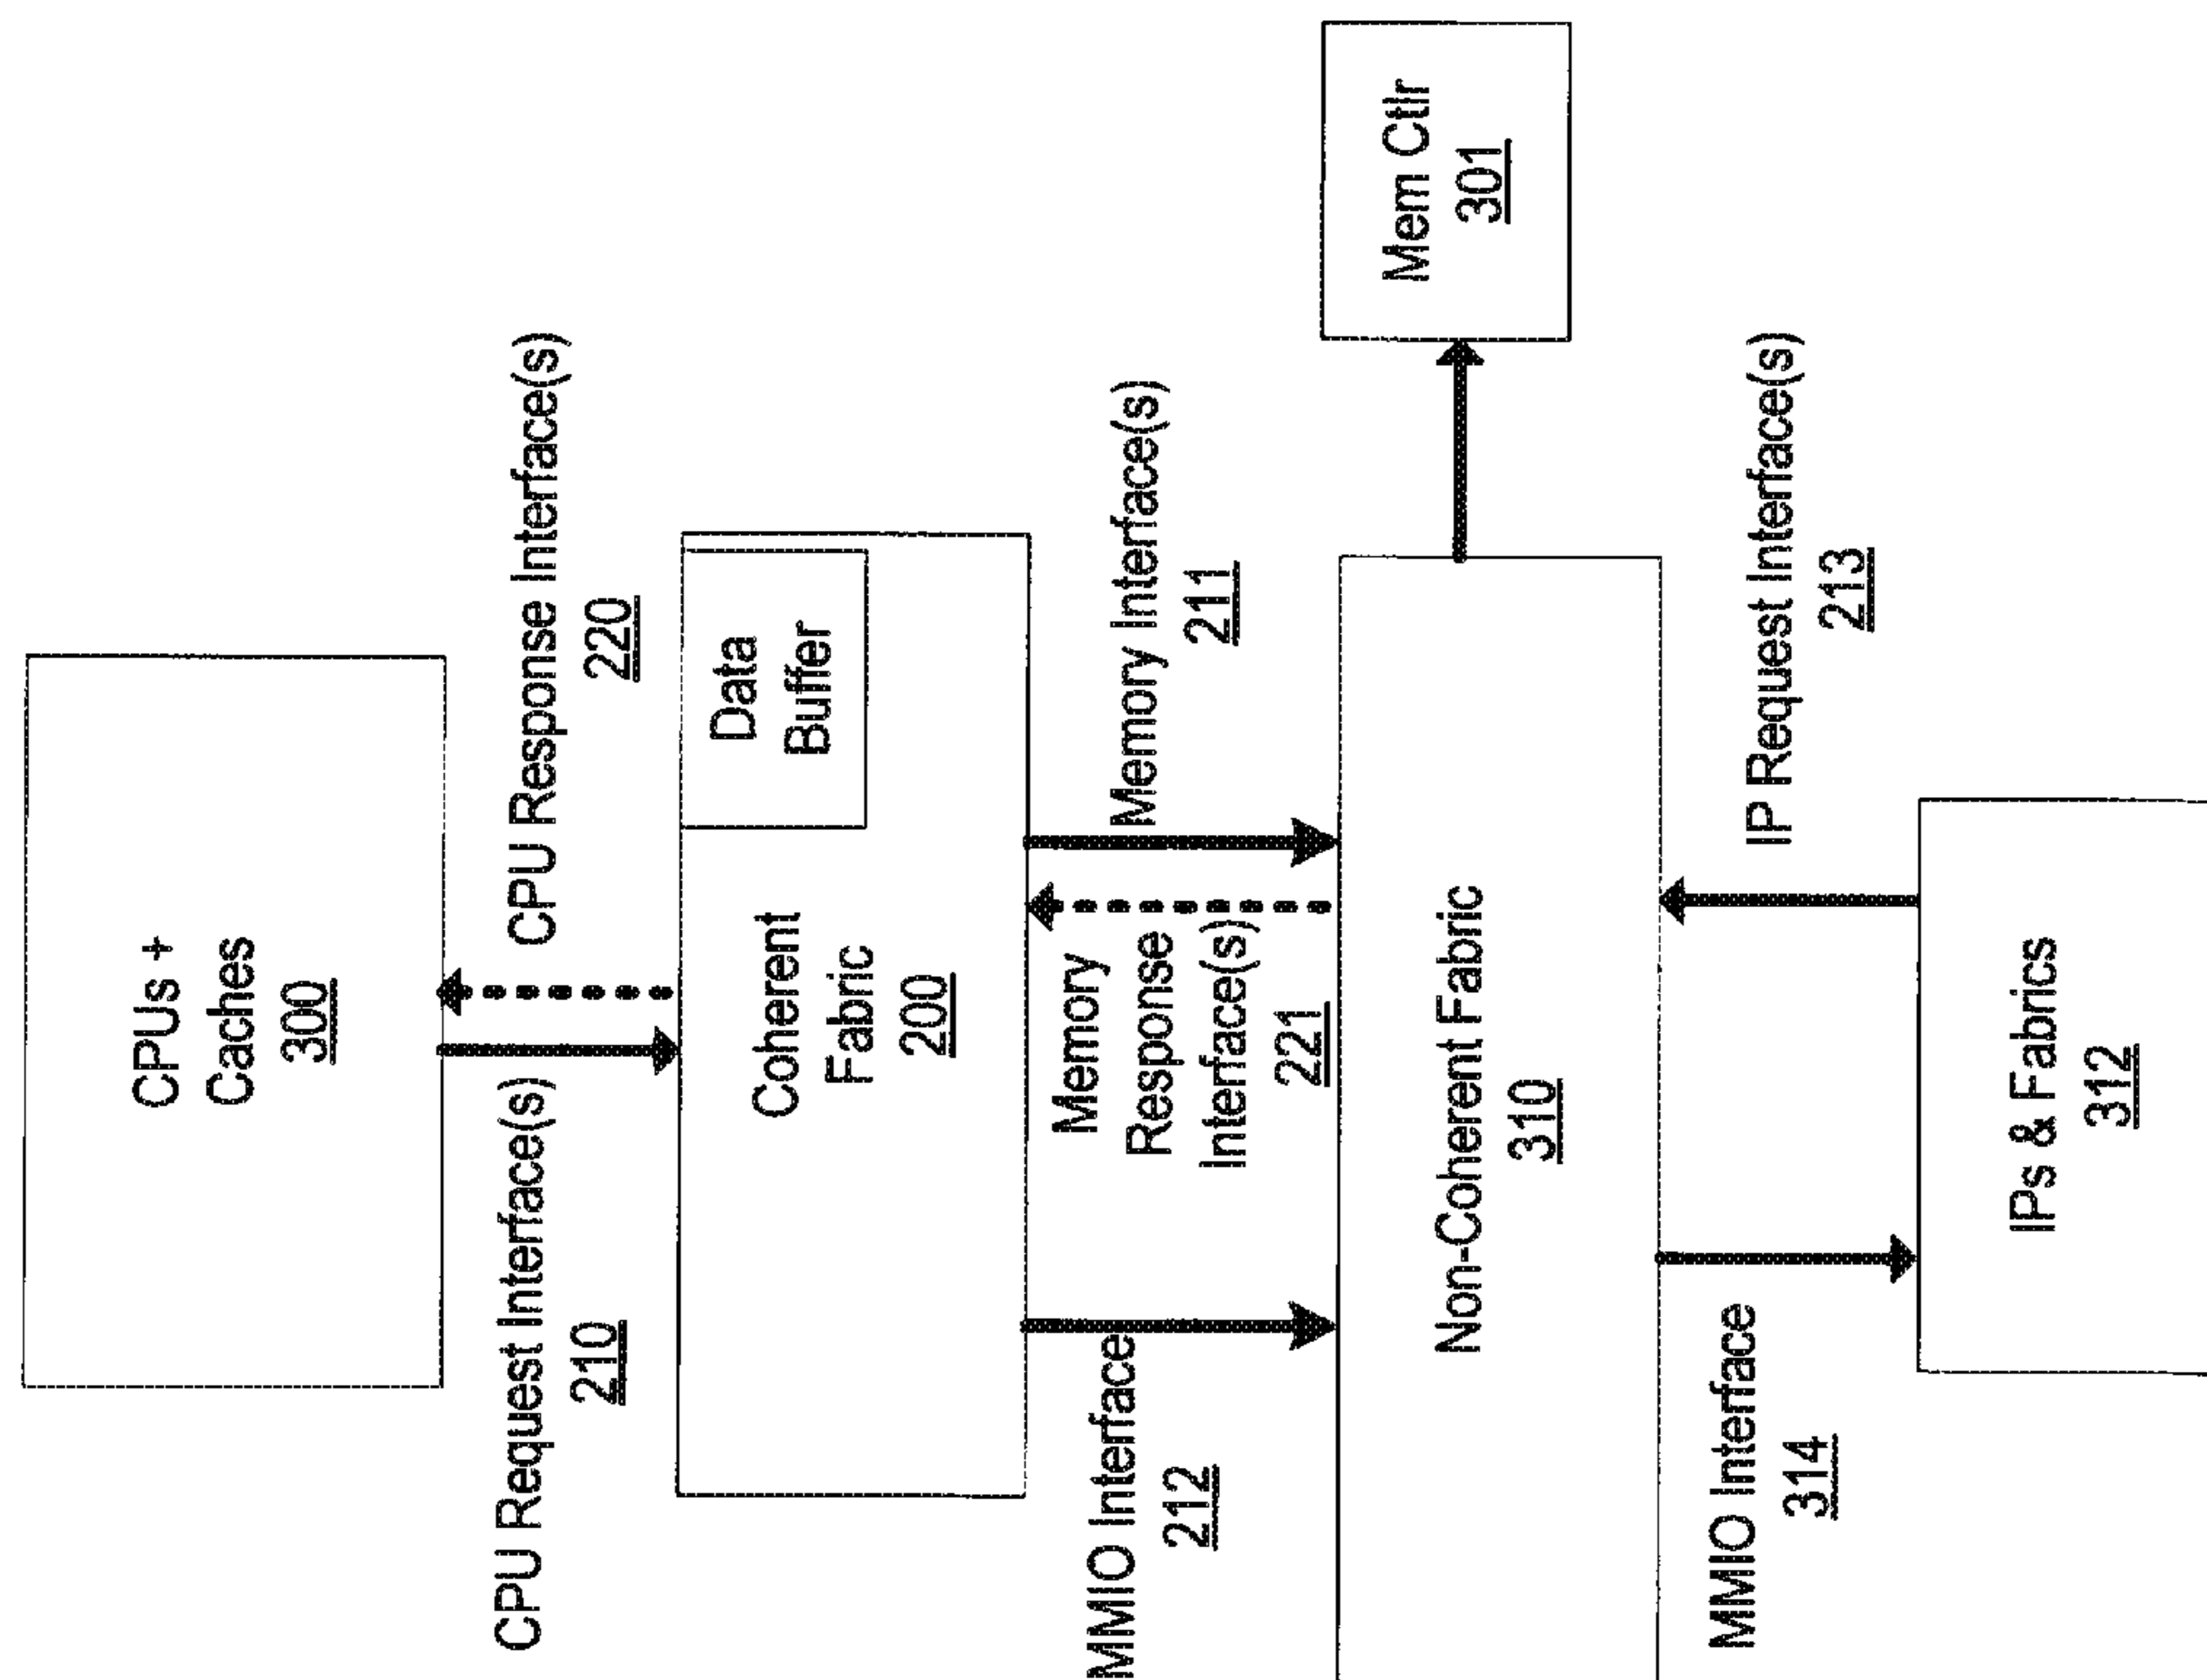 CPUs +
Caches
300
CPU Request Interface(s)
210
CPU Response Interface(s)
220
Coherent
Fabric
200
Data
Buffer
MMIO Interface
212
Memory
Response
Interface(s)
221
Memory Interface(s)
211
Non-Coherent Fabric
310
Mem Ctlr
301
MMIO Interface
314
IP Request Interface(s)
213
IPs & Fabrics
312